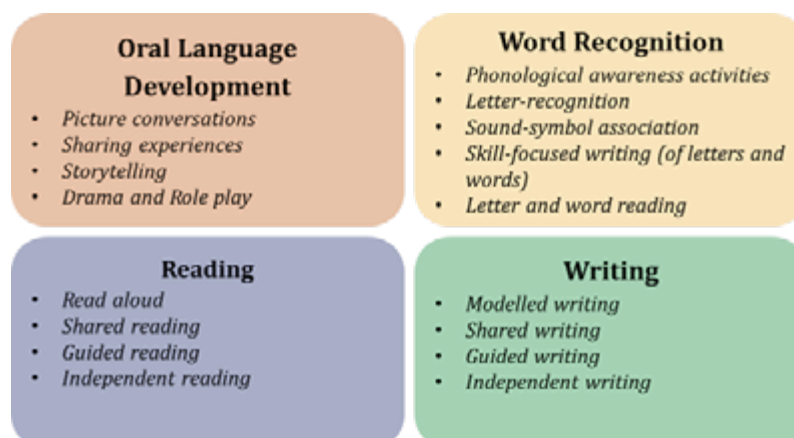 Oral Language
Development
• Picture conversations
• Sharing experiences
• Storytelling
• Drama and Role play
Word Recognition
• Phonological awareness activities
• Letter-recognition
• Sound-symbol association
• Skill-focused writing (of letters and
words)
• Letter and word reading
Reading
• Read aloud
• Shared reading
• Guided reading
• Independent reading
Writing
• Modelled writing
• Shared writing
• Guided writing
• Independent writing